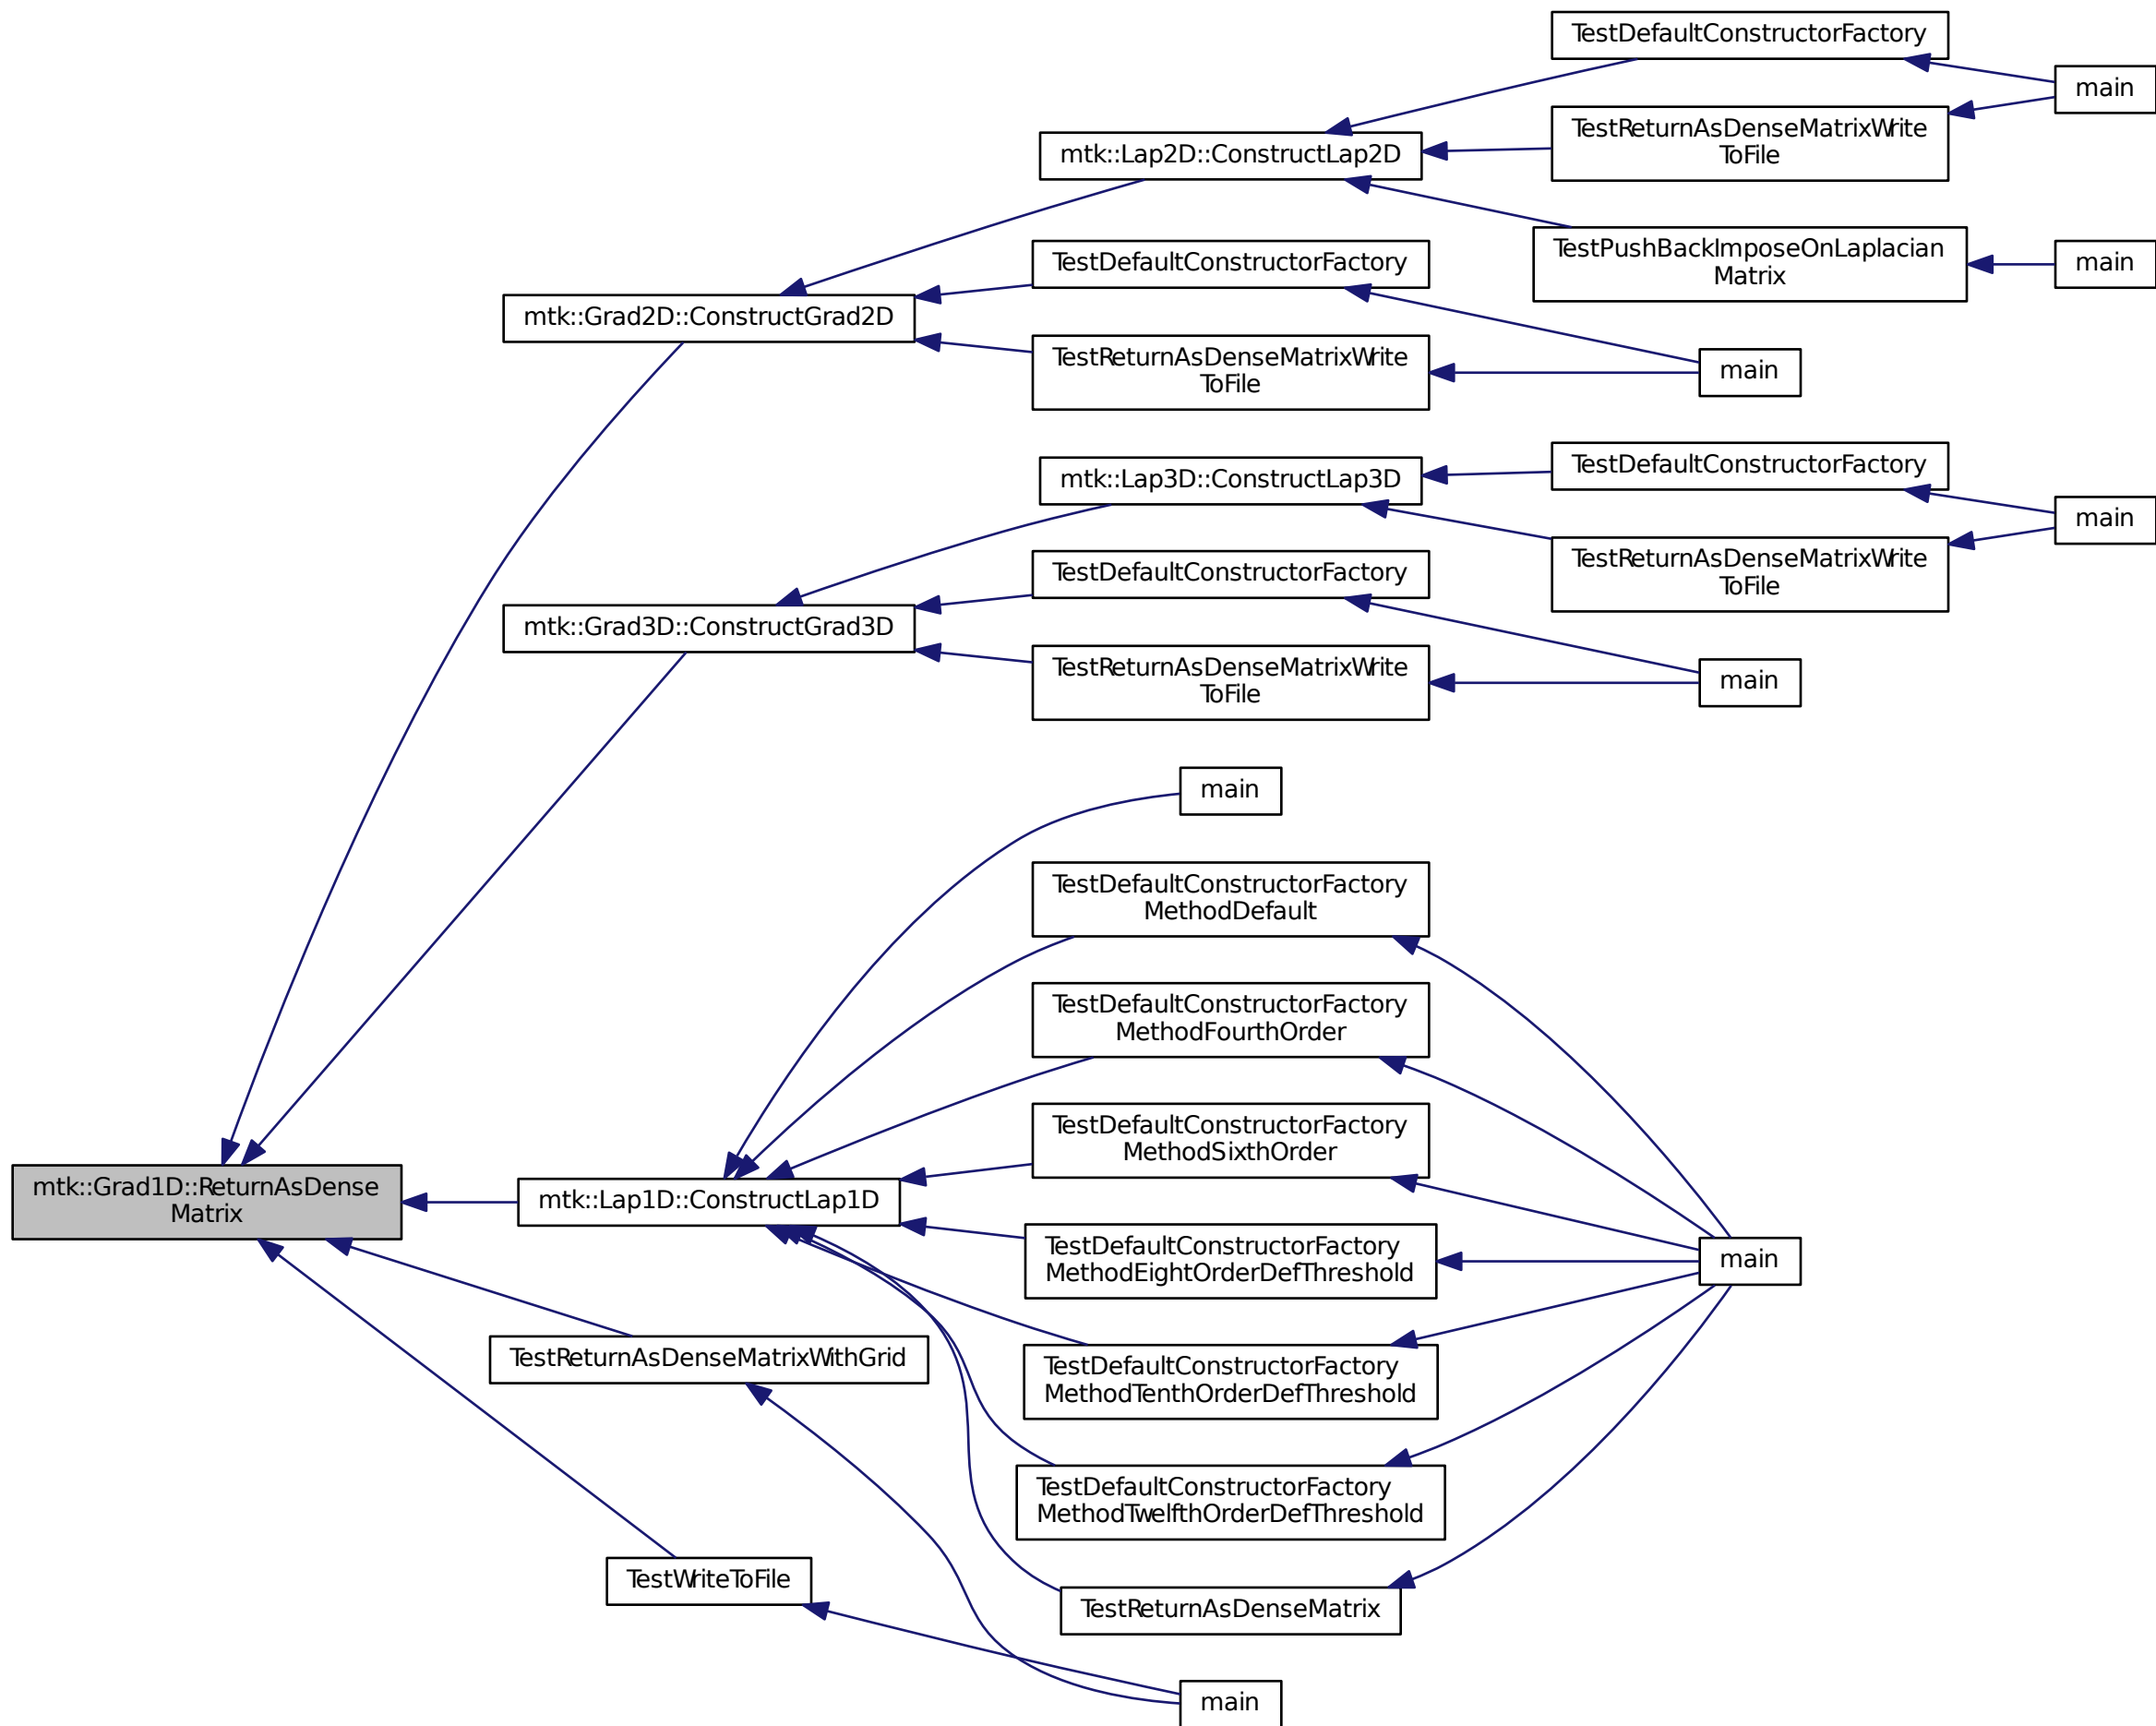 TestDefaultConstructorFactory
main
TestReturnAsDenseMatrixWrite
ToFile
mtk::Lap2D::ConstructLap2D
TestPushBackImposeOnLaplacian
Matrix
main
TestDefaultConstructorFactory
mtk::Grad2D::ConstructGrad2D
TestReturnAsDenseMatrixWrite
ToFile
main
mtk::Lap3D::ConstructLap3D
TestDefaultConstructorFactory
main
TestReturnAsDenseMatrixWrite
ToFile
TestDefaultConstructorFactory
mtk::Grad3D::ConstructGrad3D
TestReturnAsDenseMatrixWrite
ToFile
main
main
TestDefaultConstructorFactory
MethodDefault
TestDefaultConstructorFactory
MethodFourthOrder
TestDefaultConstructorFactory
MethodSixthOrder
mtk::Grad1D::ReturnAsDense
Matrix
mtk::Lap1D::ConstructLap1D
TestDefaultConstructorFactory
MethodEightOrderDefThreshold
main
TestReturnAsDenseMatrixWithGrid
TestDefaultConstructorFactory
MethodTenthOrderDefThreshold
TestDefaultConstructorFactory
MethodTwelfthOrderDefThreshold
TestWriteToFile
TestReturnAsDenseMatrix
main